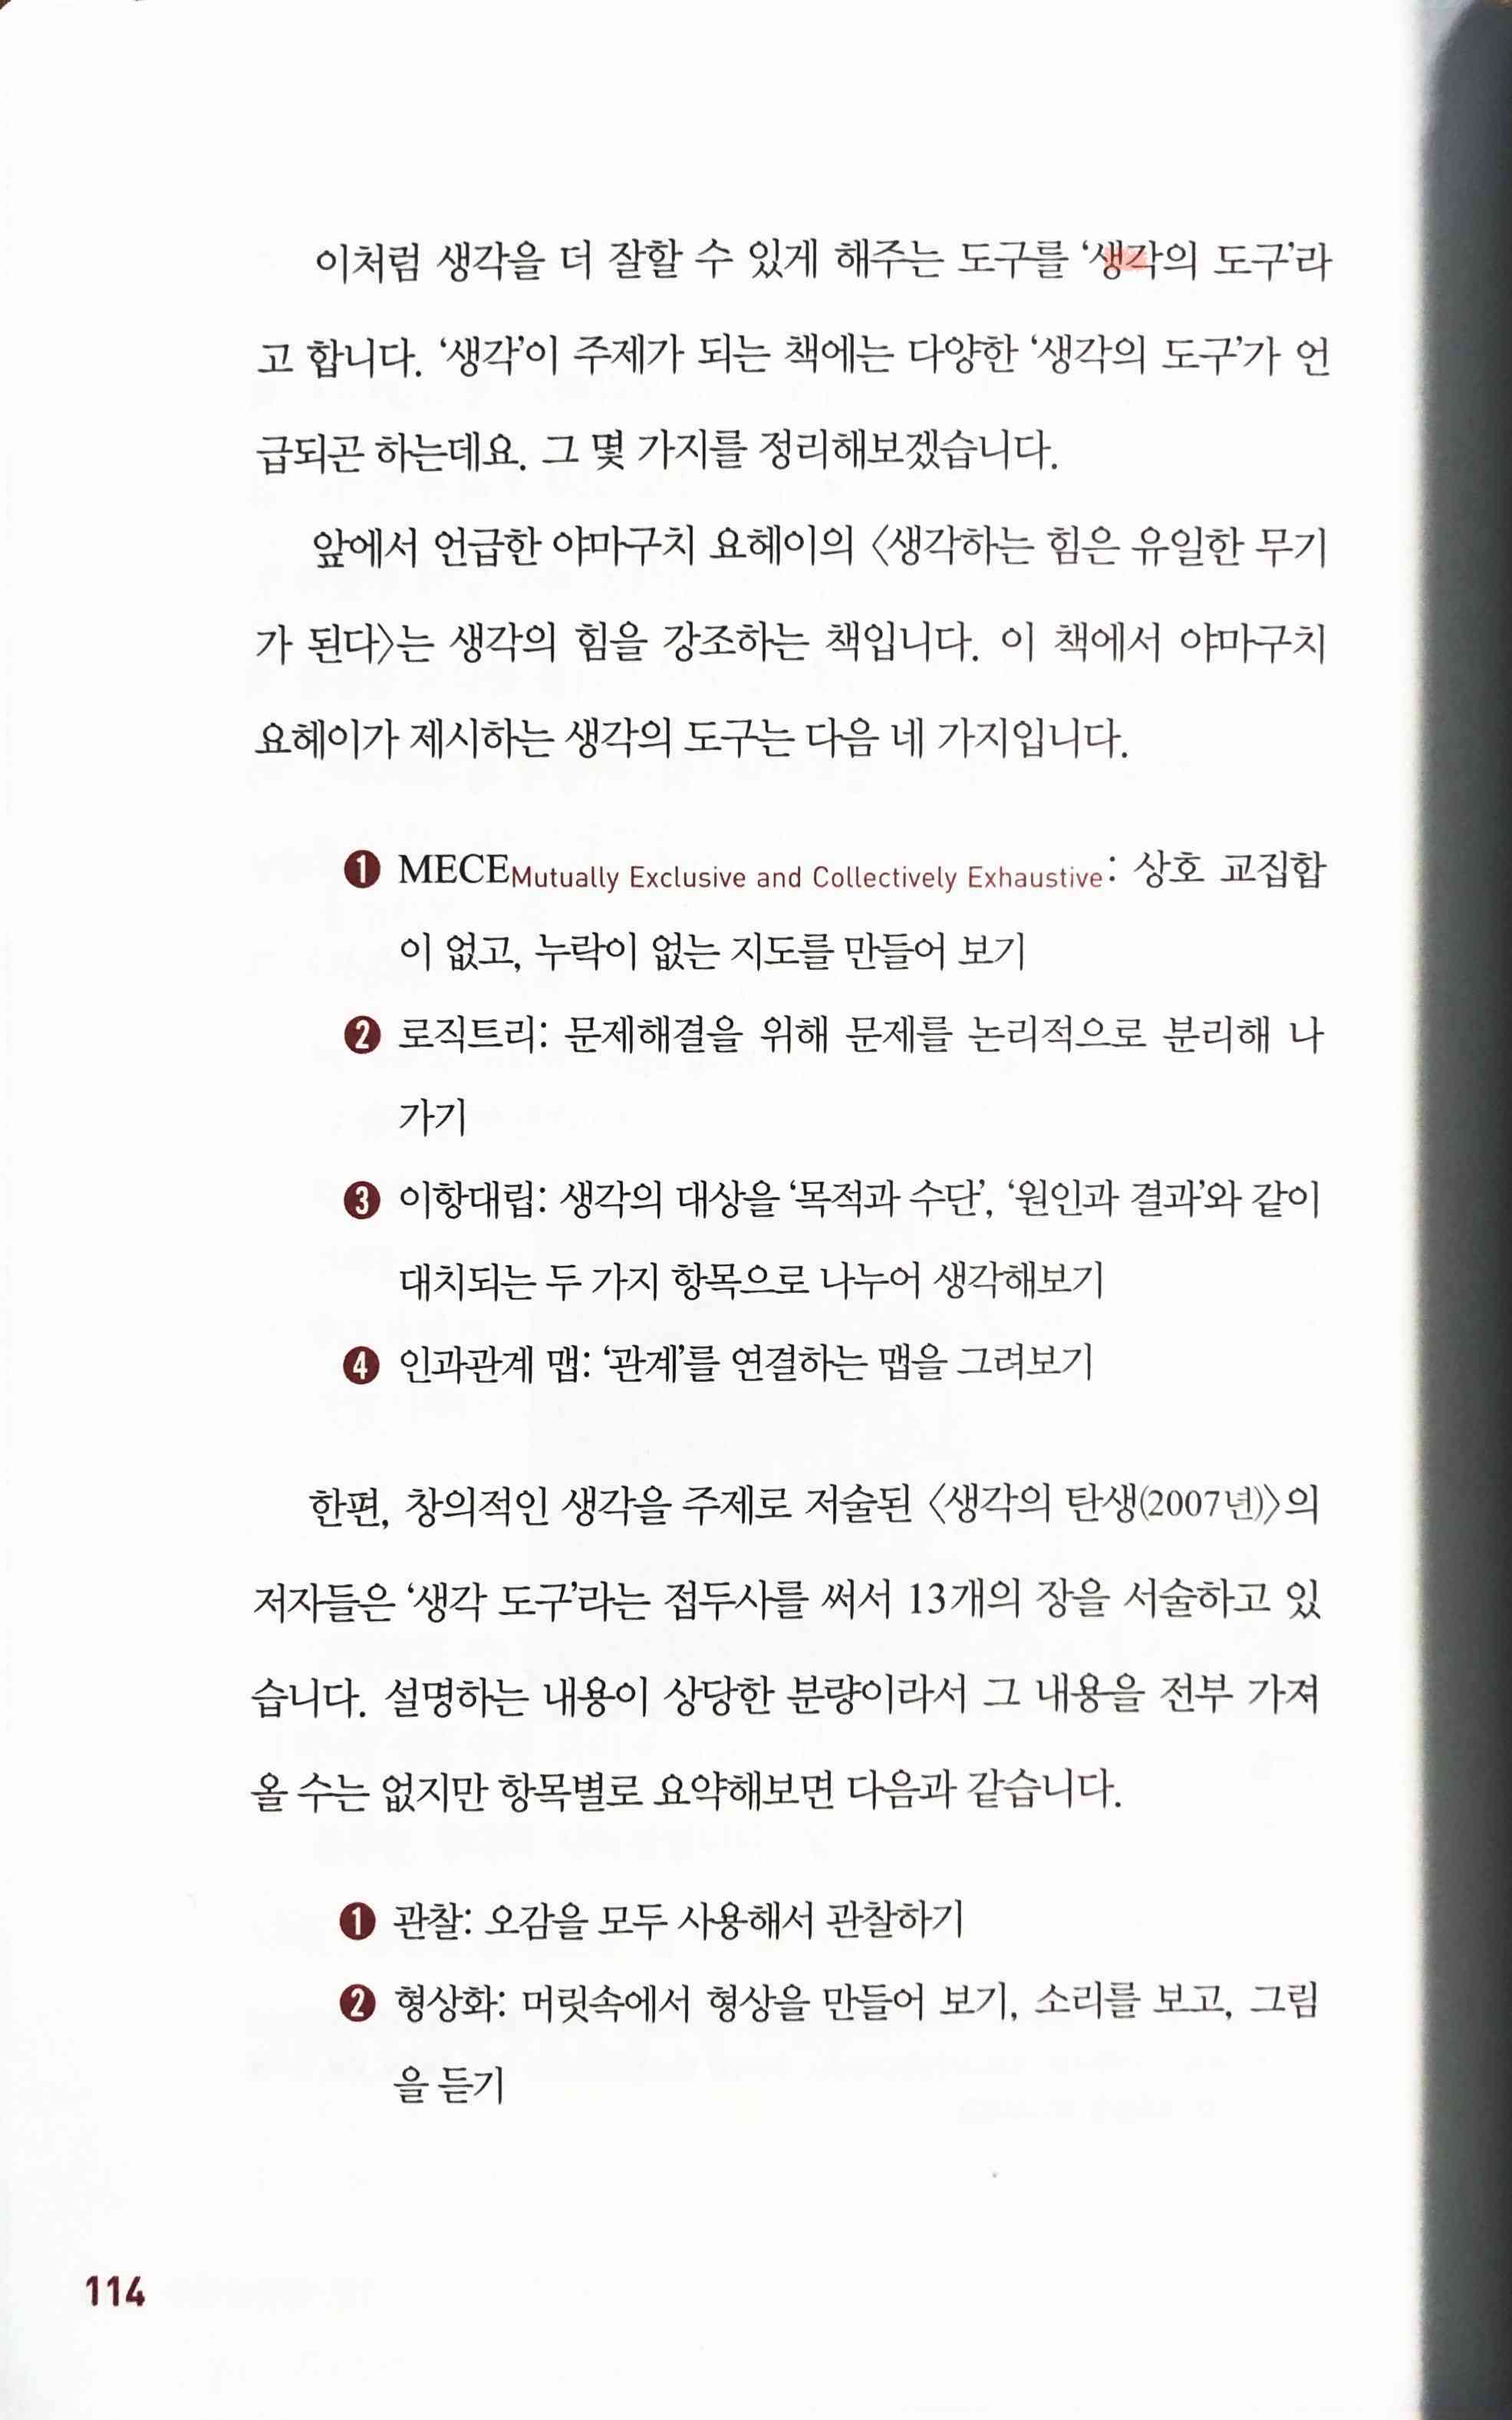 이처럼 생각을 더 잘할 수 있게 해주는 도구를 ‘생각의 도구’라
고 합니다. ‘생각’이 주제가 되는 책에는 다양한 ‘생각의 도구’가 언
급되곤 하는데요. 그 몇 가지를 정리해보겠습니다.
앞에서 언급한 야마구치 요헤이의 〈생각하는 힘은 유일한 무기
가 된다〉는 생각의 힘을 강조하는 책입니다. 이 책에서 야마구치
요헤이가 제시하는 생각의 도구는 다음 네 가지입니다.
❶ MECE Mutually Exclusive and Collectively Exhaustive: 상호 교집합
이 없고, 누락이 없는 지도를 만들어 보기
❷ 로직트리: 문제해결을 위해 문제를 논리적으로 분리해 나
가기
❸ 이항대립: 생각의 대상을 ‘목적과 수단’, ‘원인과 결과’와 같이
대치되는 두 가지 항목으로 나누어 생각해보기
❹ 인과관계 맵: ‘관계’를 연결하는 맵을 그려보기
한편, 창의적인 생각을 주제로 저술된 〈생각의 탄생(2007년)〉의
저자들은 ‘생각 도구’라는 접두사를 써서 13개의 장을 서술하고 있
습니다. 설명하는 내용이 상당한 분량이라서 그 내용을 전부 가져
올 수는 없지만 항목별로 요약해보면 다음과 같습니다.
❶ 관찰: 오감을 모두 사용해서 관찰하기
❷ 형상화: 머릿속에서 형상을 만들어 보기, 소리를 보고, 그림
을 듣기
114